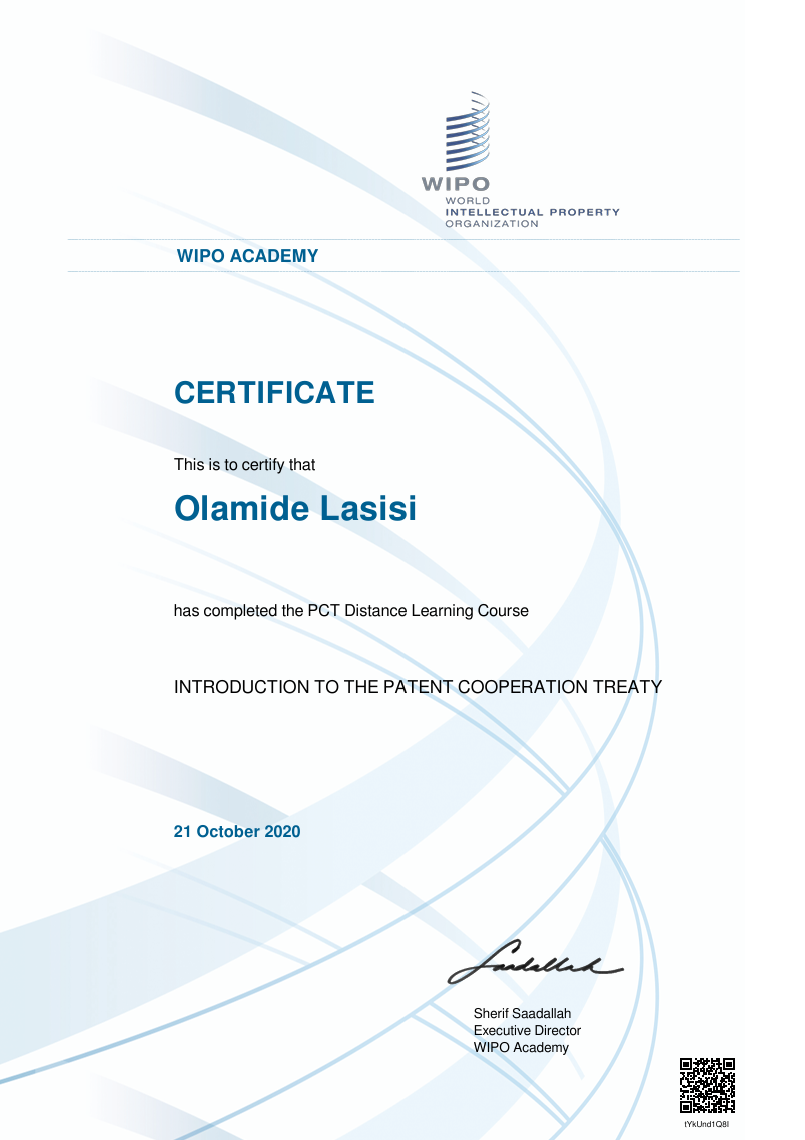 WIPO
WORLD
INTELLECTUAL PROPERTY
ORGANIZATION
WIPO ACADEMY
CERTIFICATE
This is to certify that
Olamide Lasisi
has completed the PCT Distance Learning Course
INTRODUCTION TO THE PATENT COOPERATION TREATY
21 October 2020
Saadallah
Sherif Saadallah
Executive Director
WIPO Academy
tYkUnd1Q8I